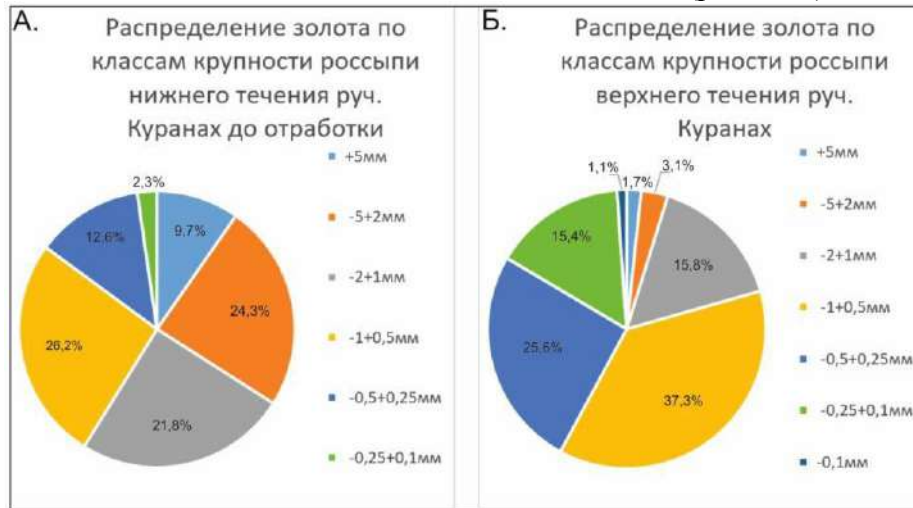 А.
Распределение золота по
классам крупности россыпи
нижнего течения руч.
Куранах до отработки
+5мм
-5+2мм
-2+1мм
-1+0,5мм
-0,5+0,25мм
-0,25+0,1мм
2,3%
9,7%
12,6%
24,3%
26,2%
21,8%
Б.
Распределение золота по
классам крупности россыпи
верхнего течения руч.
Куранах
+5мм
-5+2мм
-2+1мм
-1+0,5мм
-0,5+0,25мм
-0,25+0,1мм
-0,1мм
1,1%
1,7%
3,1%
15,4%
15,8%
25,6%
37,3%